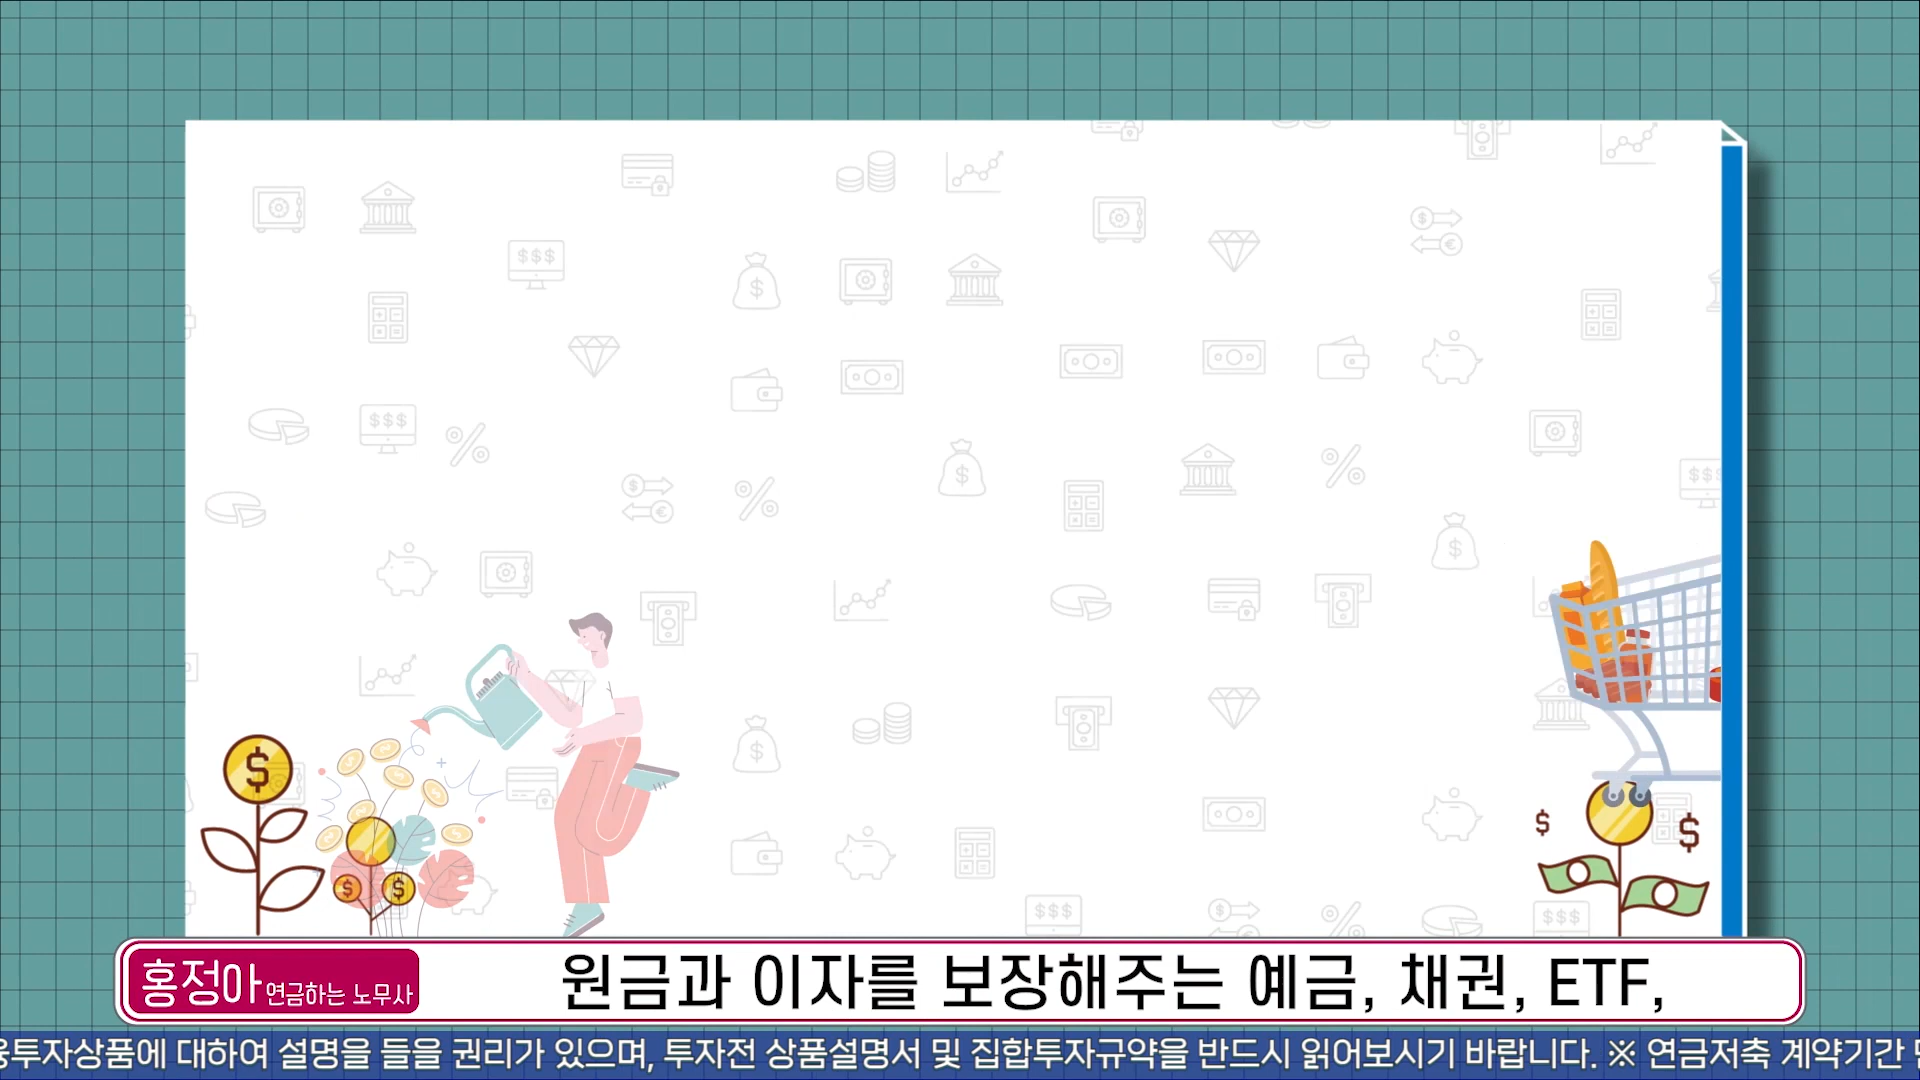 홍정아 연금하는 노무사
원금과 이자를 보장해주는 예금, 채권, ETF,
융투자상품에 대하여 설명을 들을 권리가 있으며, 투자전 상품설명서 및 집합투자규약을 반드시 읽어보시기 바랍니다. ※ 연금저축 계약기간